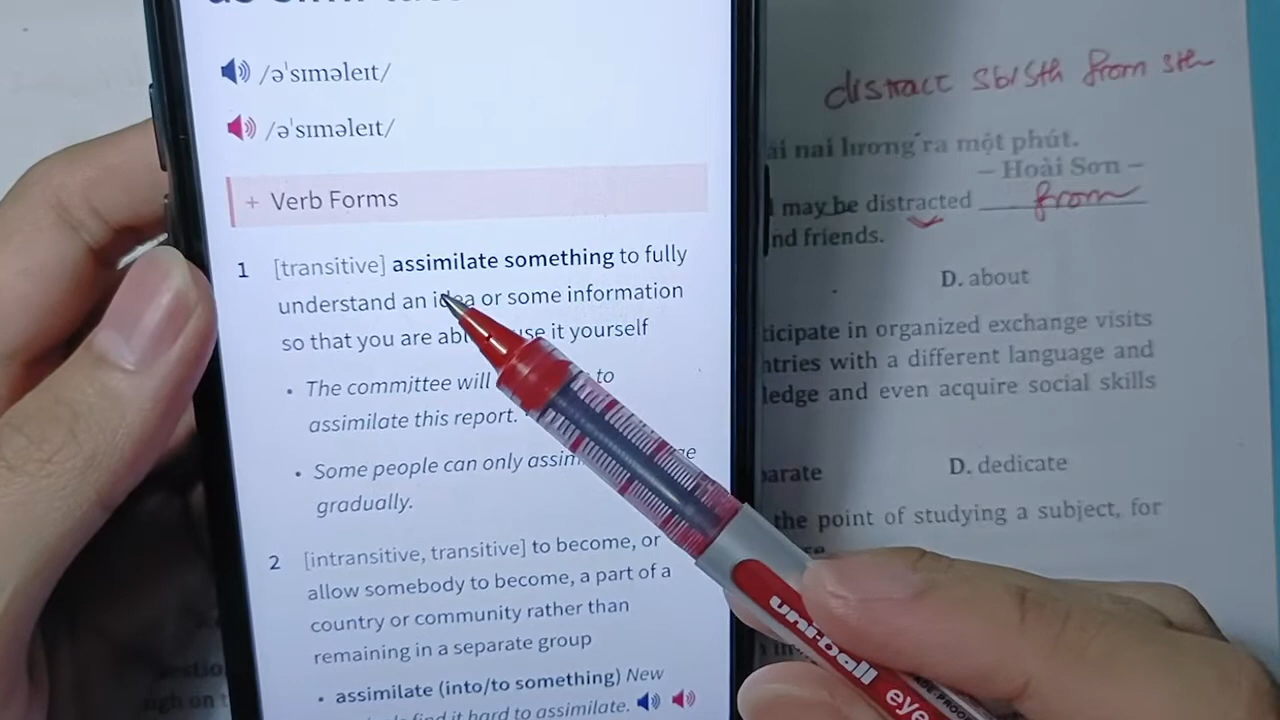 /əˈsɪməleɪt/
/əˈsɪməleɪt/
+ Verb Forms
1 [transitive] assimilate something to fully
understand an idea or some information
so that you are use it yourself
• The committee will to
assimilate this report.
• Some people can only
gradually.
2 [intransitive, transitive] to become, or
allow somebody to become, a part of a
country or community rather than
remaining in a separate group
• assimilate (into/to something) New
find it hard to assimilate.
distract sb/sth from sth
nai lương ra một phút.
– Hoài Sơn –
may be distracted from
nd friends.
D. about
ticipate in organized exchange visits
ntries with a different language and
ledge and even acquire social skills
parate D. dedicate
the point of studying a subject, for
uni-ball eye